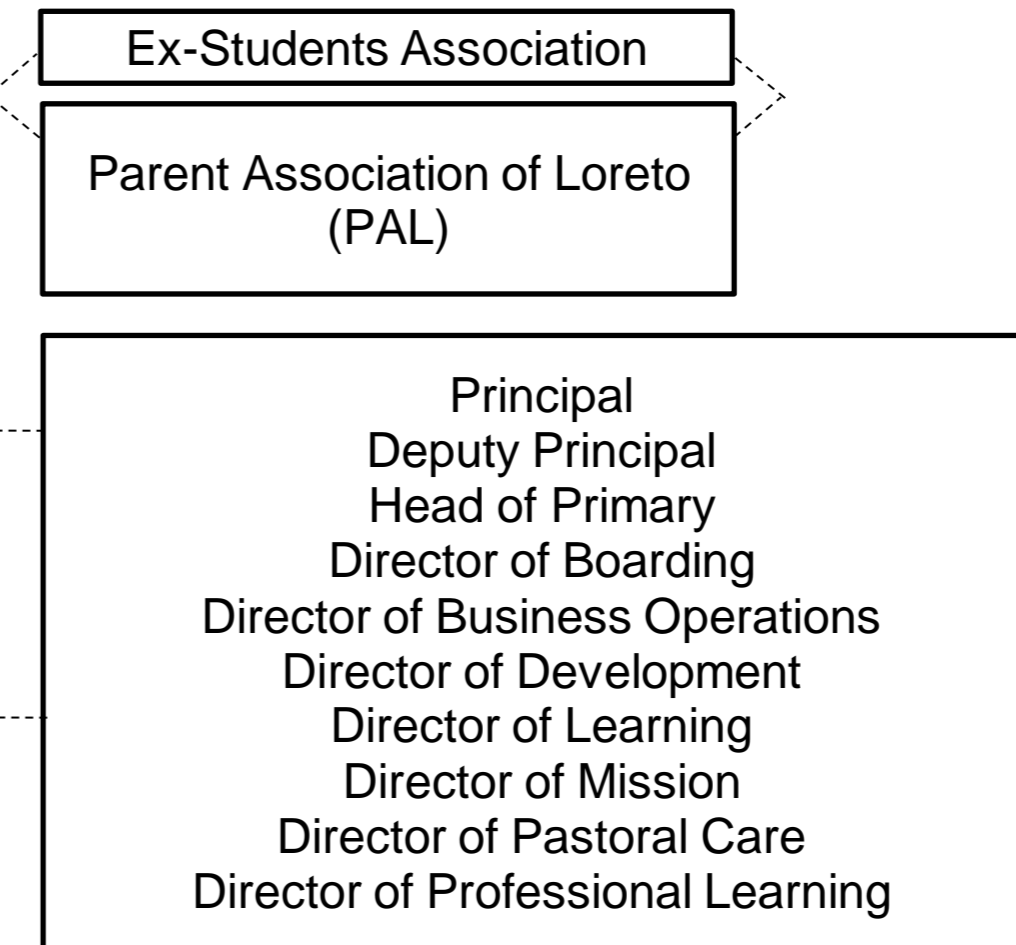 Ex-Students Association
Parent Association of Loreto
(PAL)
Principal
Deputy Principal
Head of Primary
Director of Boarding
Director of Business Operations
Director of Development
Director of Learning
Director of Mission
Director of Pastoral Care
Director of Professional Learning